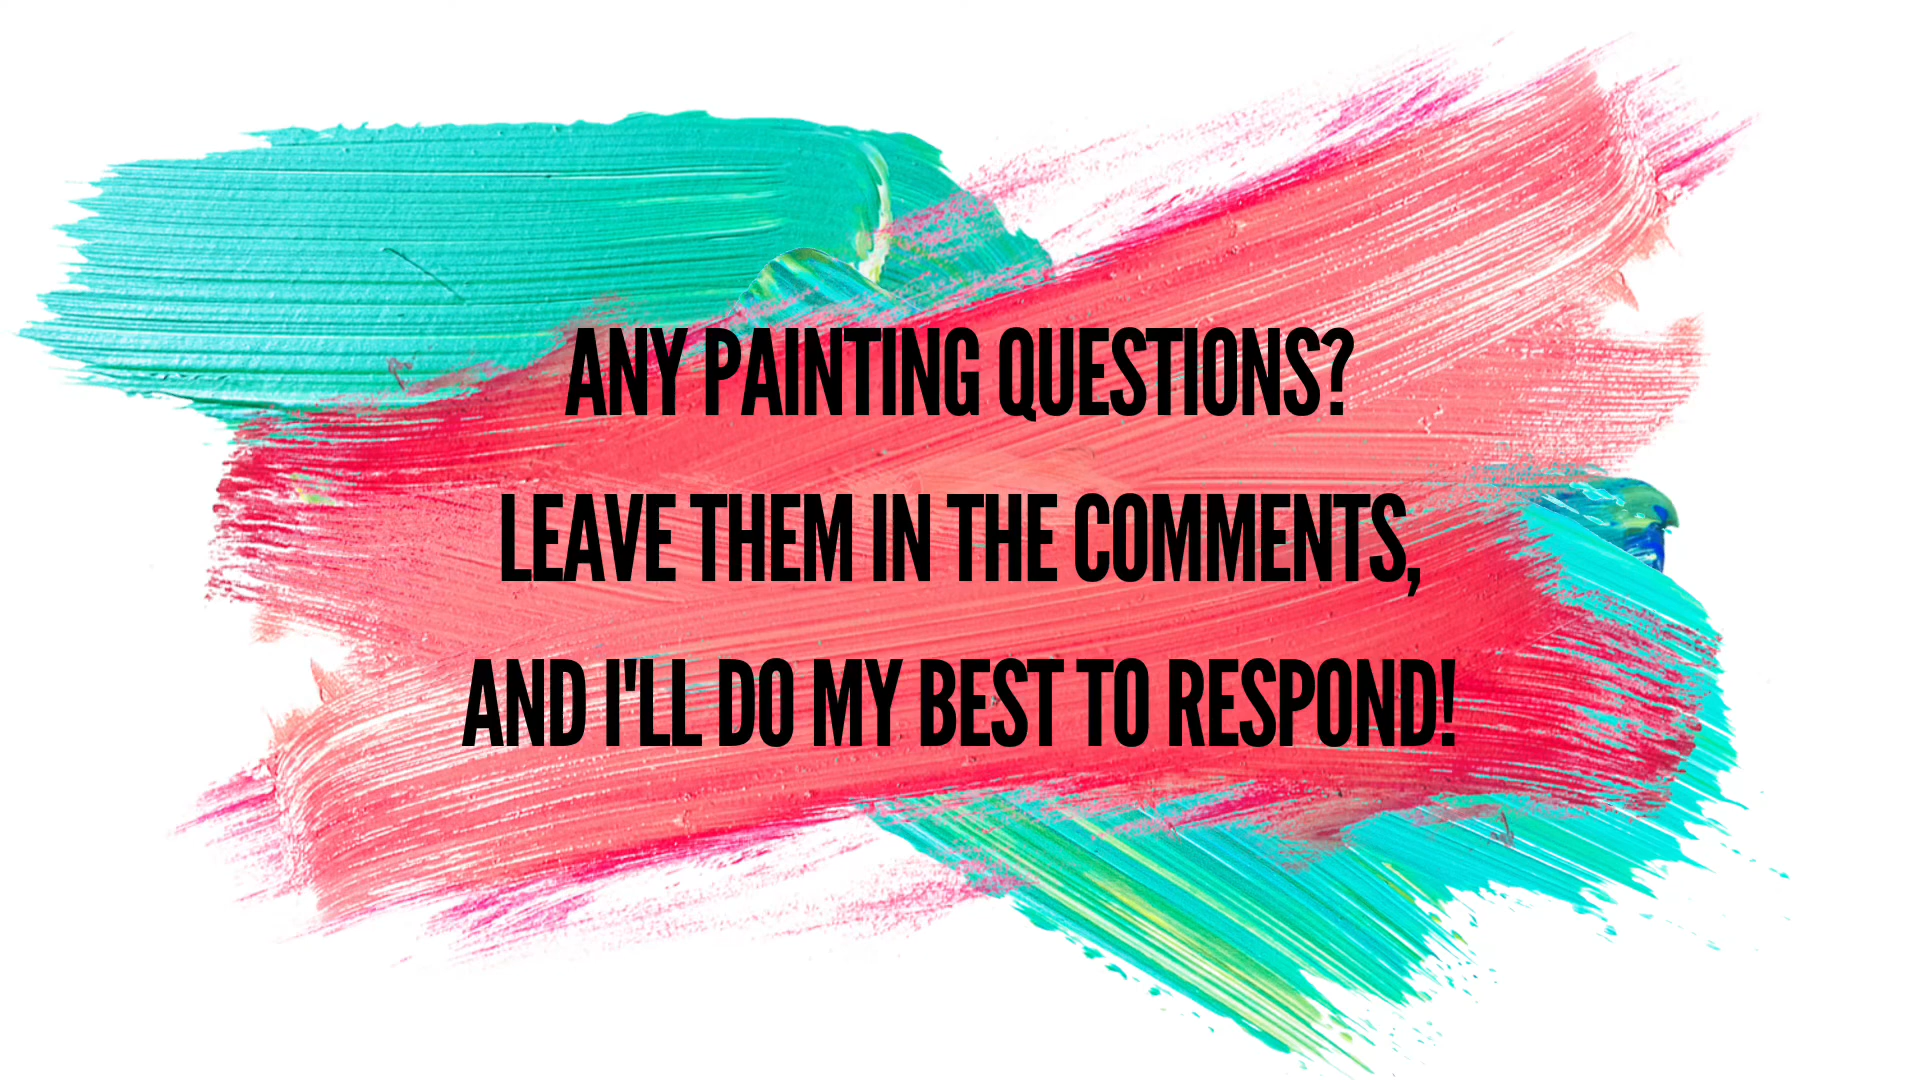 ANY PAINTING QUESTIONS?
LEAVE THEM IN THE COMMENTS,
AND I'LL DO MY BEST TO RESPOND!